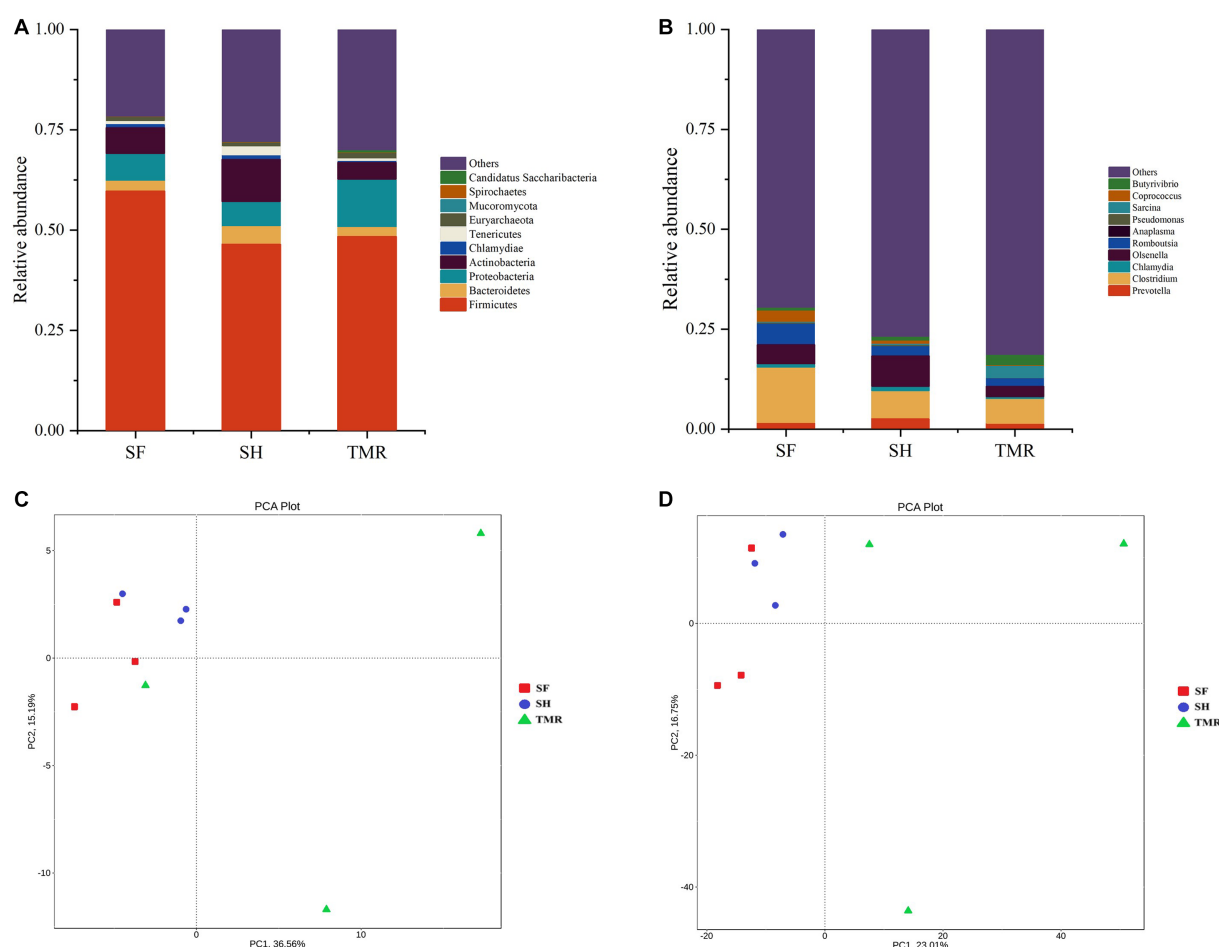 A
1.00
0.75
0.50
0.25
0.00
Relative abundance
SF
SH
TMR
Others
Candidatus Saccharibacteria
Spirochaetes
Mucoromycota
Euryarchaeota
Tenericutes
Chlamydiae
Actinobacteria
Proteobacteria
Bacteroidetes
Firmicutes
B
1.00
0.75
0.50
0.25
0.00
Relative abundance
SF
SH
TMR
Others
Butyrivibrio
Coprococcus
Sarcina
Pseudomonas
Anaplasma
Romboutsia
Olsenella
Chlamydia
Clostridium
Prevotella
C
PCA Plot
5
0
-5
-10
PC2, 15.19%
0
10
PC1, 36.56%
SF
SH
TMR
D
PCA Plot
0
-20
-40
PC2, 16.75%
-20
0
20
40
PC1, 23.01%
SF
SH
TMR